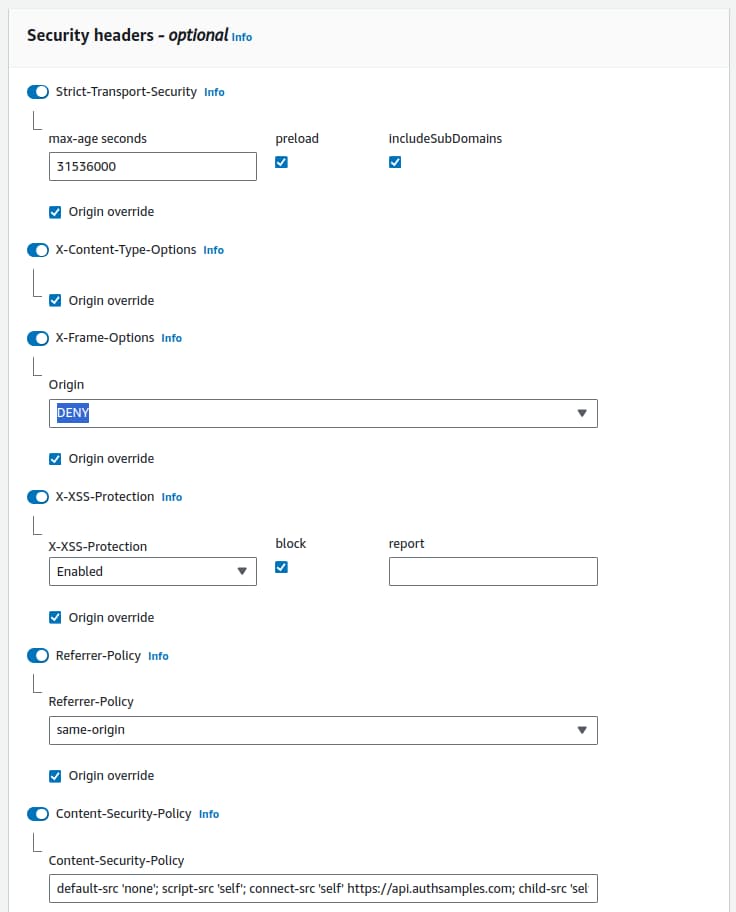 Security headers - optional Info
Strict-Transport-Security Info
max-age seconds preload includeSubDomains
31536000
Origin override
X-Content-Type-Options Info
Origin override
X-Frame-Options Info
Origin
DENY
Origin override
X-XSS-Protection Info
X-XSS-Protection block report
Enabled
Origin override
Referrer-Policy Info
Referrer-Policy
same-origin
Origin override
Content-Security-Policy Info
Content-Security-Policy
default-src 'none'; script-src 'self'; connect-src 'self' https://api.authsamples.com; child-src 'sel